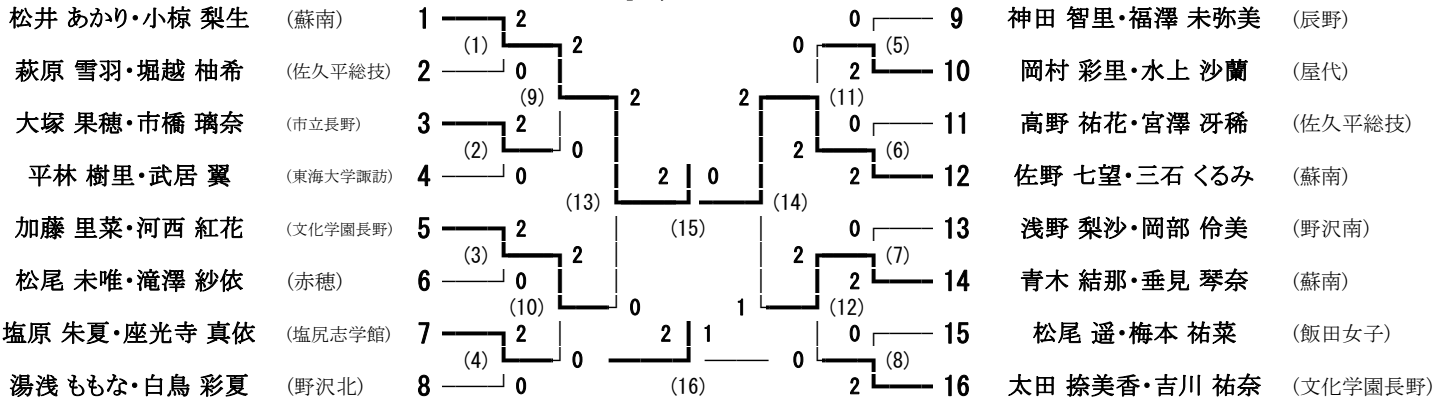 松井 あかり・小椋 梨生 (蘇南) 1 2 0 9 神田 智里・福澤 未弥美 (辰野)
(1) 2 0 (5)
萩原 雪羽・堀越 柚希 (佐久平総技) 2 0 2 10 岡村 彩里・水上 沙蘭 (屋代)
(9) 2 2 (11)
大塚 果穂・市橋 璃奈 (市立長野) 3 2 0 11 高野 祐花・宮澤 冴稀 (佐久平総技)
(2) 0 2 (6)
平林 樹里・武居 翼 (東海大学諏訪) 4 0 2 0 2 12 佐野 七望・三石 くるみ (蘇南)
(13) (15) (14)
加藤 里菜・河西 紅花 (文化学園長野) 5 2 0 13 浅野 梨沙・岡部 伶美 (野沢南)
(3) 2 2 (7)
松尾 未唯・滝澤 紗依 (赤穂) 6 0 2 14 青木 結那・垂見 琴奈 (蘇南)
(10) 0 1 (12)
塩原 朱夏・座光寺 真依 (塩尻志学館) 7 2 2 1 0 15 松尾 遥・梅本 祐菜 (飯田女子)
(4) 0 0 (8)
湯浅 ももな・白鳥 彩夏 (野沢北) 8 0 (16) 2 16 太田 捺美香・吉川 祐奈 (文化学園長野)